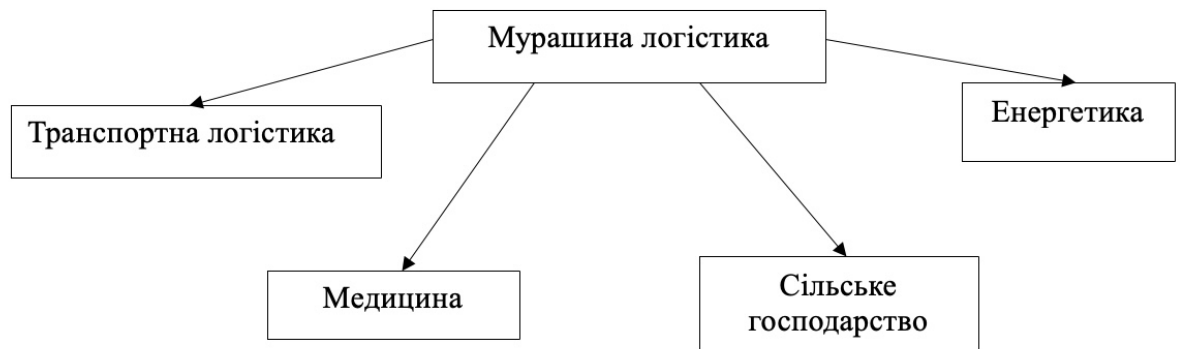 Мурашина логістика
Транспортна логістика
Енергетика
Медицина
Сільське
господарство